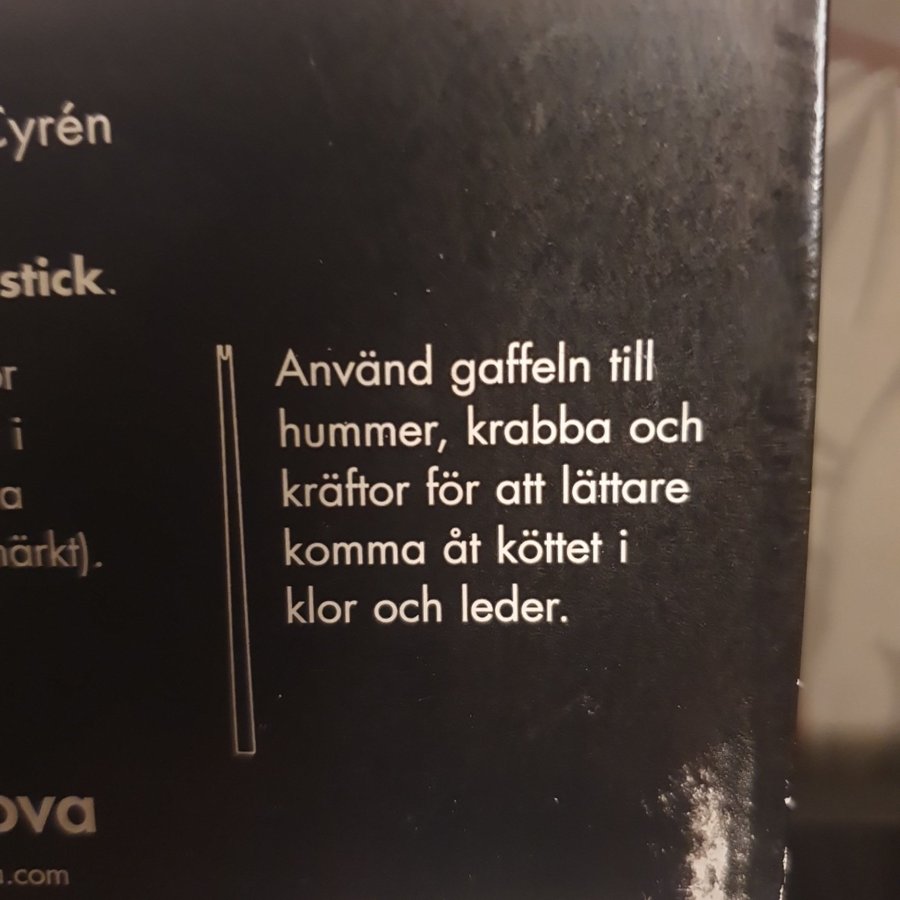 Cyrén
stick.
Använd gaffeln till
hummer, krabba och
kräftor för att lättare
komma åt köttet i
klor och leder.
or
i
a
märkt).
ova
.com